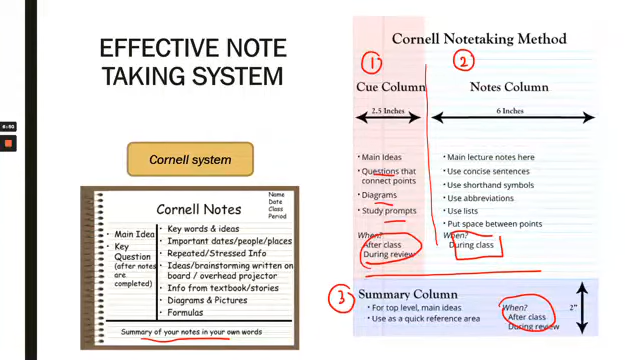 EFFECTIVE NOTE
TAKING SYSTEM
Cornell system
Name
Date
Class
Period
Cornell Notes
• Main Idea
• Key
Question
(after notes
are
completed)
• Key words & ideas
• Important dates/people/places
• Repeated/Stressed Info
• Ideas/brainstorming written on
board / overhead projector
• Info from textbook/stories
• Diagrams & Pictures
• Formulas
Summary of your notes in your own words
Cornell Notetaking Method
1
Cue Column
2.5 Inches
• Main Ideas
• Questions that
connect points
• Diagrams
• Study prompts
When?
After class
During review
2
Notes Column
6 Inches
• Main lecture notes here
• Use concise sentences
• Use shorthand symbols
• Use abbreviations
• Use lists
• Put space between points
When?
During class
3
Summary Column
• For top level, main ideas
• Use as a quick reference area
When?
After class
During review
2"